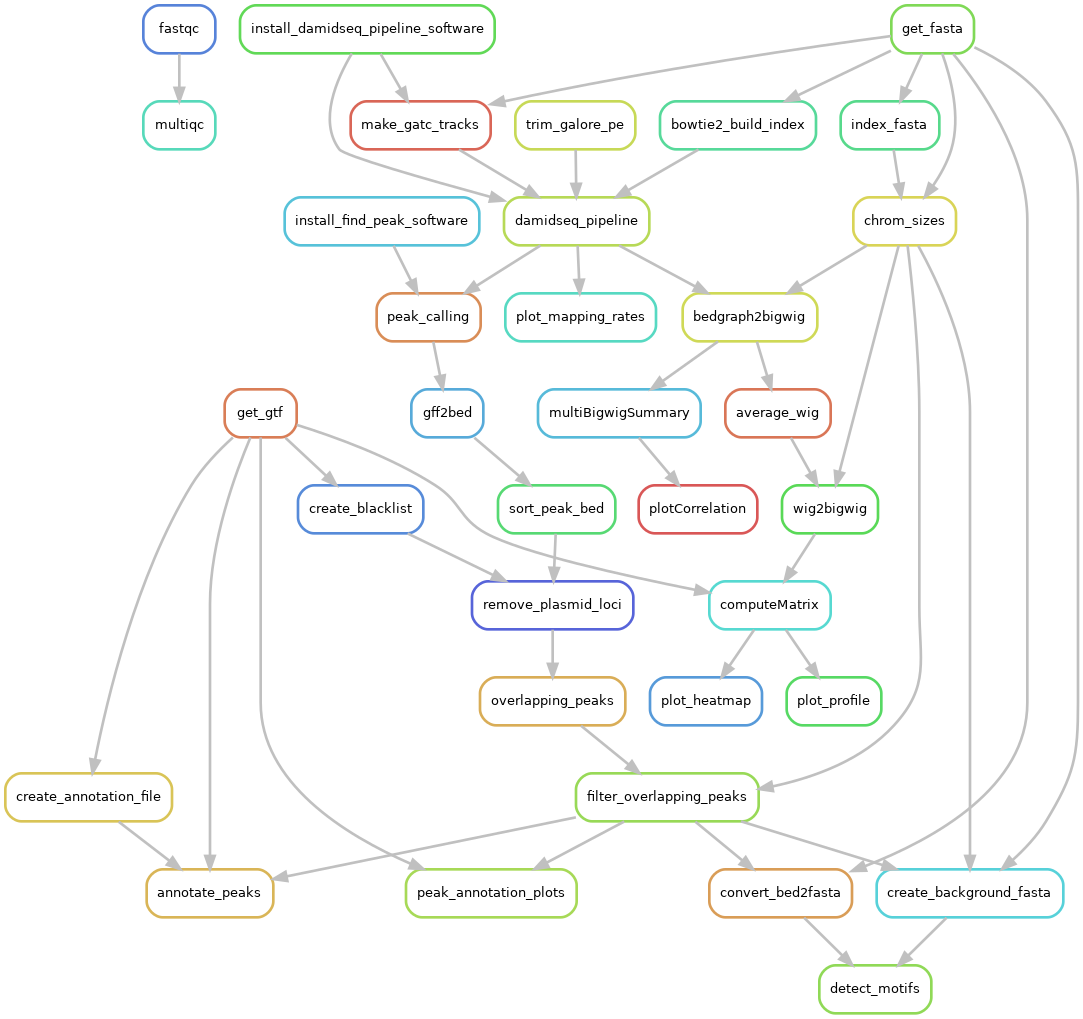 fastqc
install_damidseq_pipeline_software
get_fasta
multiqc
make_gatc_tracks
trim_galore_pe
bowtie2_build_index
index_fasta
install_find_peak_software
damidseq_pipeline
chrom_sizes
peak_calling
plot_mapping_rates
bedgraph2bigwig
get_gtf
gff2bed
multiBigwigSummary
average_wig
create_blacklist
sort_peak_bed
plotCorrelation
wig2bigwig
remove_plasmid_loci
computeMatrix
overlapping_peaks
plot_heatmap
plot_profile
create_annotation_file
filter_overlapping_peaks
annotate_peaks
peak_annotation_plots
convert_bed2fasta
create_background_fasta
detect_motifs